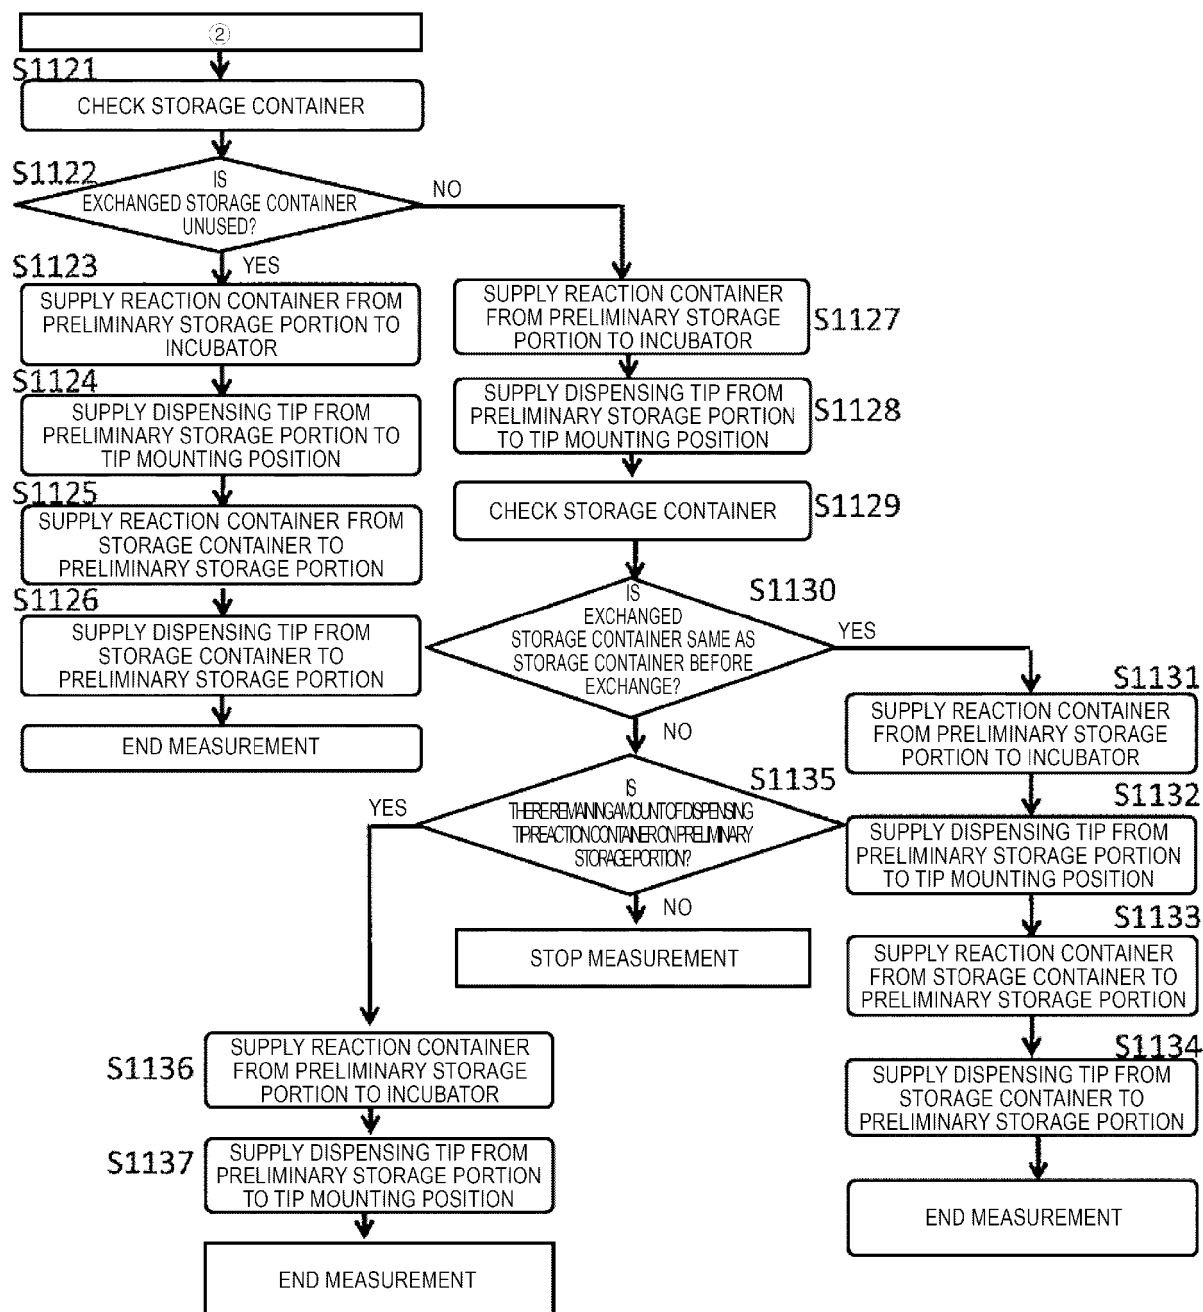 ②
S1121
CHECK STORAGE CONTAINER
S1122
IS
EXCHANGED STORAGE CONTAINER
UNUSED?
NO
YES
S1123
SUPPLY REACTION CONTAINER FROM
PRELIMINARY STORAGE PORTION TO
INCUBATOR
S1124
SUPPLY DISPENSING TIP FROM
PRELIMINARY STORAGE PORTION TO
TIP MOUNTING POSITION
S1125
SUPPLY REACTION CONTAINER FROM
STORAGE CONTAINER TO
PRELIMINARY STORAGE PORTION
S1126
SUPPLY DISPENSING TIP FROM
STORAGE CONTAINER TO
PRELIMINARY STORAGE PORTION
END MEASUREMENT
SUPPLY REACTION CONTAINER
FROM PRELIMINARY STORAGE
PORTION TO INCUBATOR
S1127
SUPPLY DISPENSING TIP FROM
PRELIMINARY STORAGE PORTION
TO TIP MOUNTING POSITION
S1128
CHECK STORAGE CONTAINER
S1129
IS
EXCHANGED
STORAGE CONTAINER SAME AS
STORAGE CONTAINER BEFORE
EXCHANGE?
S1130
YES
NO
S1131
SUPPLY REACTION CONTAINER
FROM PRELIMINARY STORAGE
PORTION TO INCUBATOR
S1132
SUPPLY DISPENSING TIP FROM
PRELIMINARY STORAGE PORTION
TO TIP MOUNTING POSITION
S1133
SUPPLY REACTION CONTAINER
FROM STORAGE CONTAINER TO
PRELIMINARY STORAGE PORTION
S1134
SUPPLY DISPENSING TIP FROM
STORAGE CONTAINER TO
PRELIMINARY STORAGE PORTION
END MEASUREMENT
S1135
IS
THERE REMAINING AMOUNT OF DISPENSING
TIP REACTION CONTAINER ON PRELIMINARY
STORAGE PORTION?
YES
NO
STOP MEASUREMENT
S1136
SUPPLY REACTION CONTAINER
FROM PRELIMINARY STORAGE
PORTION TO INCUBATOR
S1137
SUPPLY DISPENSING TIP FROM
PRELIMINARY STORAGE PORTION
TO TIP MOUNTING POSITION
END MEASUREMENT